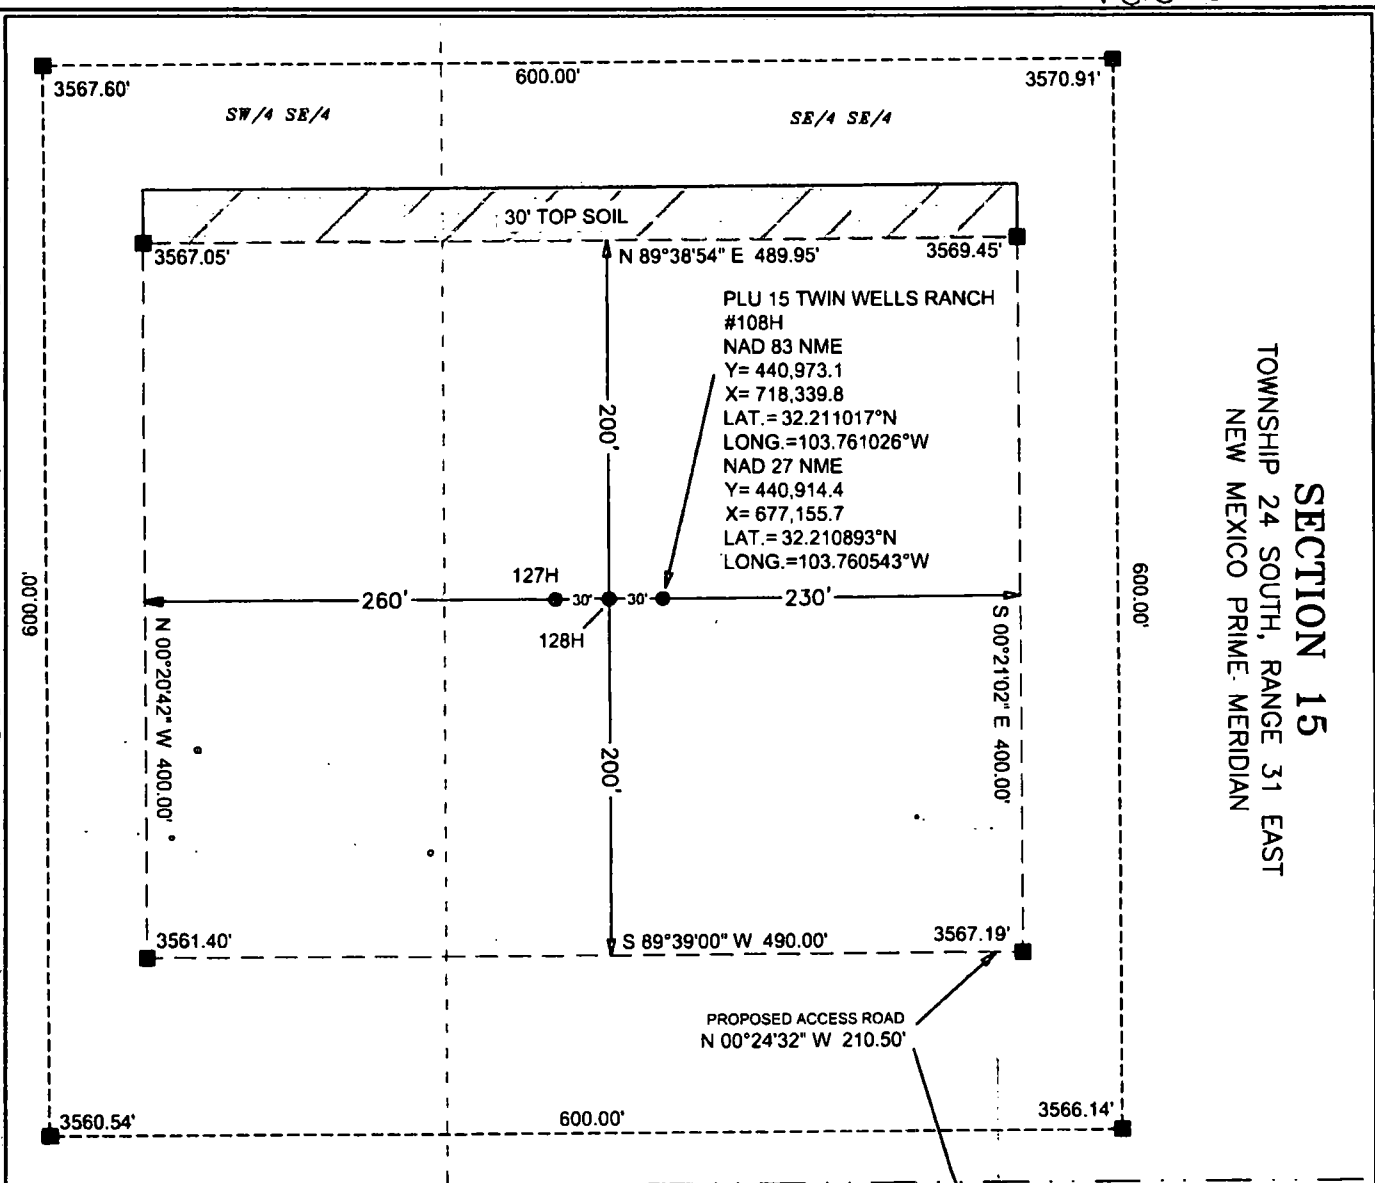 3567.60'
600.00'
3570.91'
SW/4 SE/4
SE/4 SE/4
30' TOP SOIL
3567.05'
N 89°38'54" E 489.95'
3569.45'
PLU 15 TWIN WELLS RANCH
#108H
NAD 83 NME
Y= 440,973.1
X= 718,339.8
LAT.= 32.211017°N
LONG.=103.761026°W
NAD 27 NME
Y= 440,914.4
X= 677,155.7
LAT.= 32.210893°N
LONG.=103.760543°W
200'
127H
260'
30'
30'
230'
128H
600.00'
600.00'
N 00°20'42" W 400.00'
S 00°21'02" E 400.00'
200'
3561.40'
S 89°39'00" W 490.00'
3567.19'
PROPOSED ACCESS ROAD
N 00°24'32" W 210.50'
3560.54'
600.00'
3566.14'
SECTION 15
TOWNSHIP 24 SOUTH, RANGE 31 EAST
NEW MEXICO PRIME MERIDIAN